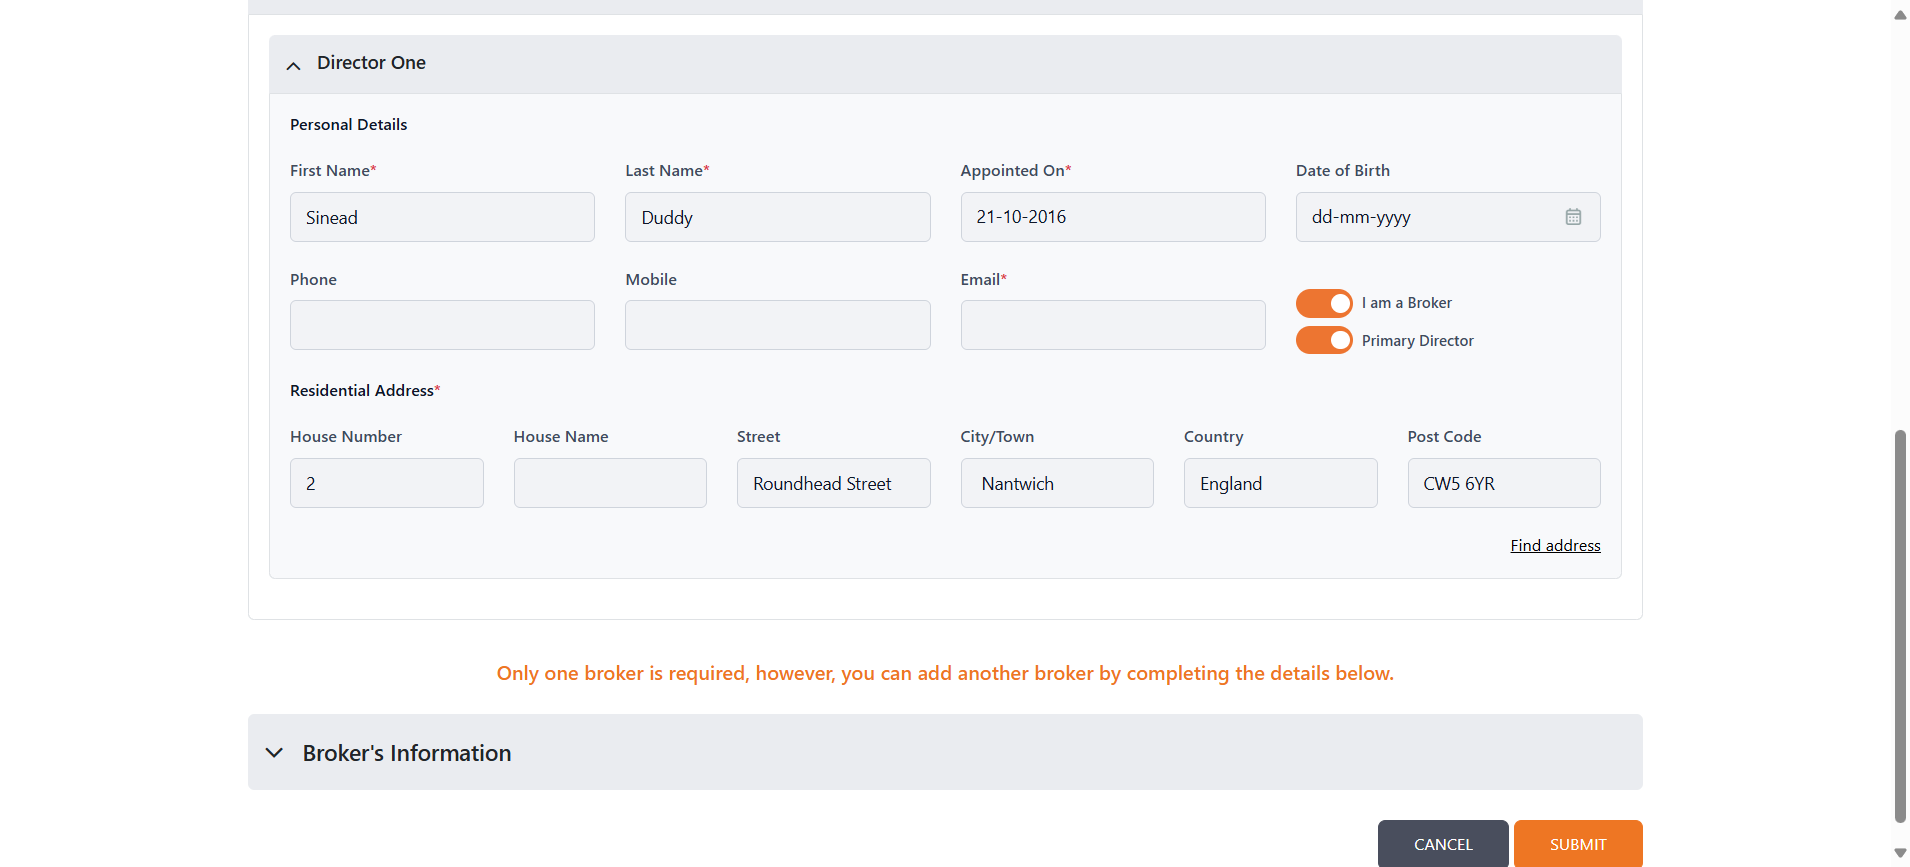 Director One
Personal Details
First Name* Last Name* Appointed On* Date of Birth
Sinead Duddy 21-10-2016 dd-mm-yyyy
Phone Mobile Email*
I am a Broker
Primary Director
Residential Address*
House Number House Name Street City/Town Country Post Code
2 Roundhead Street Nantwich England CW5 6YR
Find address
Only one broker is required, however, you can add another broker by completing the details below.
Broker's Information
CANCEL SUBMIT